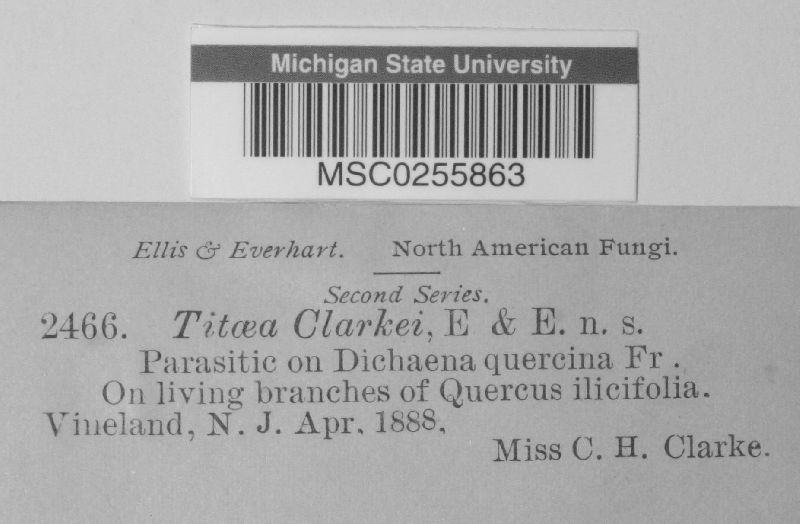 Michigan State University
MSC0255863
Ellis & Everhart. North American Fungi.
Second Series.
2466. Titœa Clarkei, E & E. n. s.
Parasitic on Dichaena quercina Fr .
On living branches of Quercus ilicifolia.
Vineland, N. J. Apr. 1888.
Miss C. H. Clarke.